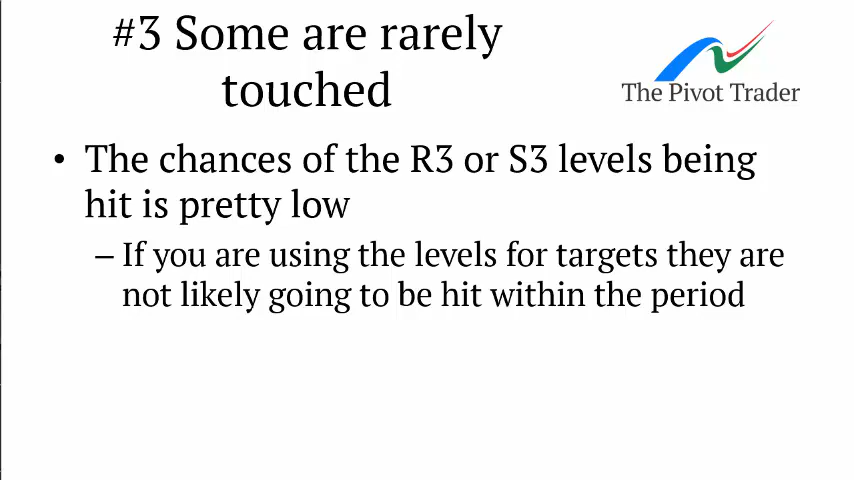 #3 Some are rarely
touched
The Pivot Trader
• The chances of the R3 or S3 levels being
hit is pretty low
– If you are using the levels for targets they are
not likely going to be hit within the period